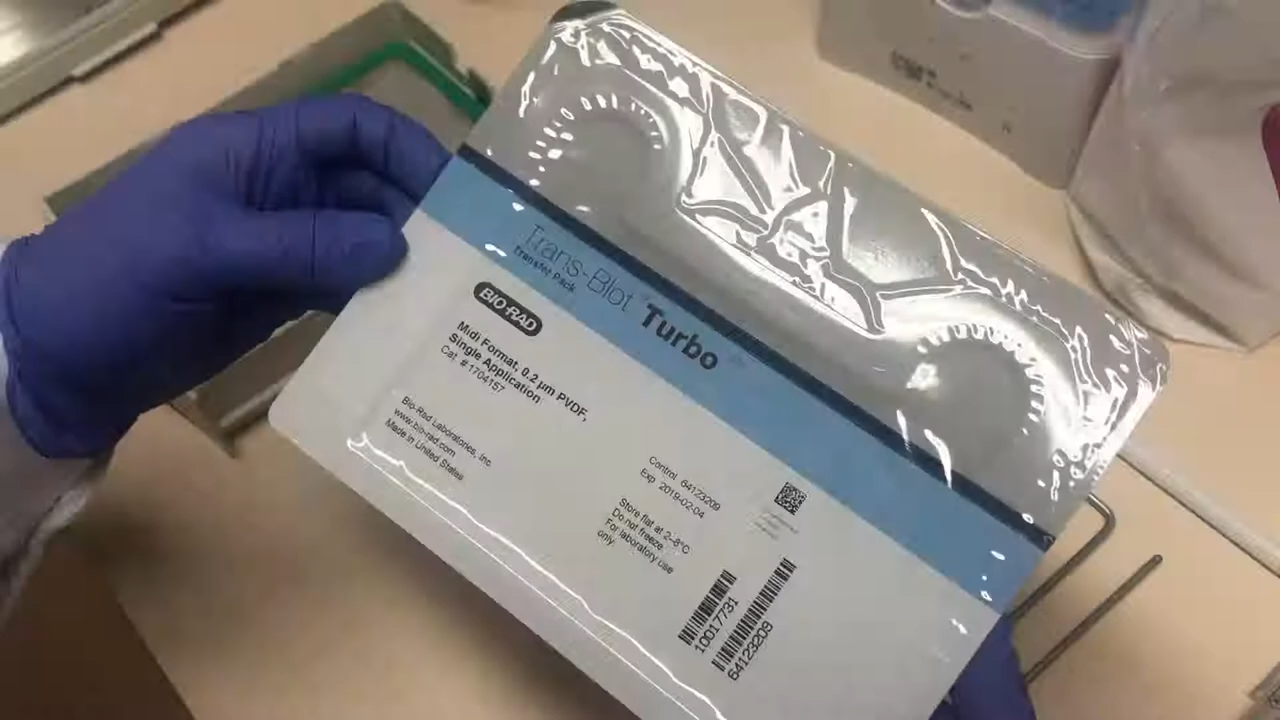 Trans-Blot Turbo
Transfer Pack
BIO-RAD
Midi Format, 0.2 µm PVDF,
Single Application
Cat. #1704157
Bio-Rad Laboratories, Inc.
www.bio-rad.com
Made in United States
Control 64123209
Exp 2019-02-04
Store flat at 2–8°C
Do not freeze
For laboratory use
only
10017731
64123209